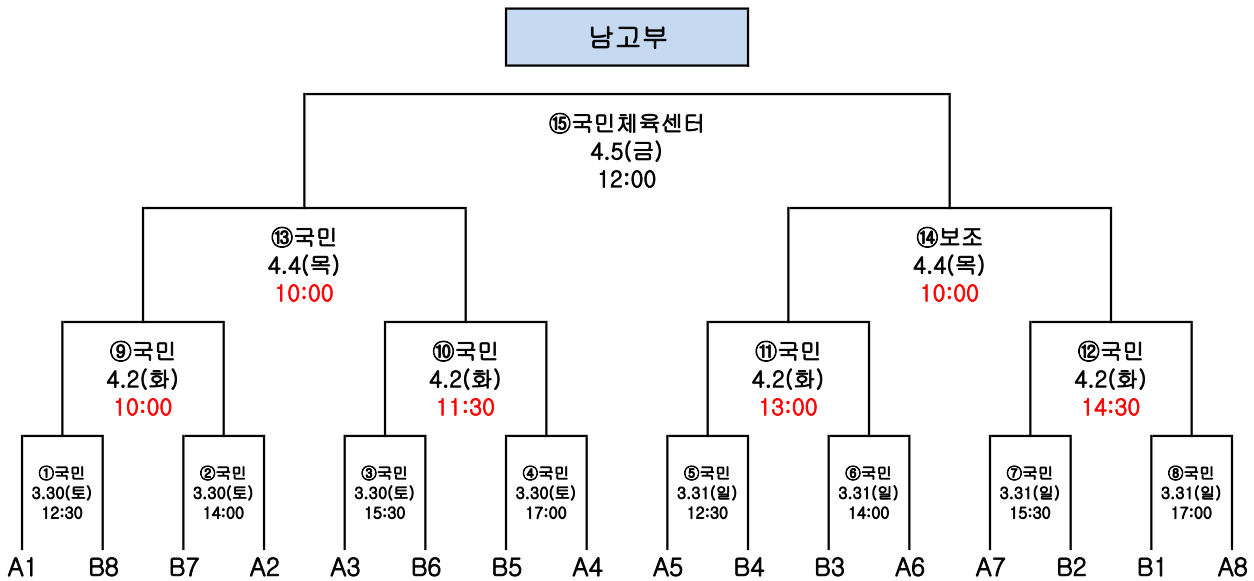 남고부
⑮국민체육센터
4.5(금)
12:00
⑬국민
4.4(목)
10:00
⑭보조
4.4(목)
10:00
⑨국민
4.2(화)
10:00
⑩국민
4.2(화)
11:30
⑪국민
4.2(화)
13:00
⑫국민
4.2(화)
14:30
①국민
3.30(토)
12:30
②국민
3.30(토)
14:00
③국민
3.30(토)
15:30
④국민
3.30(토)
17:00
⑤국민
3.31(일)
12:30
⑥국민
3.31(일)
14:00
⑦국민
3.31(일)
15:30
⑧국민
3.31(일)
17:00
A1 B8 B7 A2 A3 B6 B5 A4 A5 B4 B3 A6 A7 B2 B1 A8